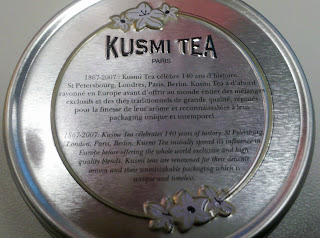 KUSMI TEA
PARIS
1867-2007 : Kusmi Tea célèbre 140 ans d'histoire.
St Petersbourg, Londres, Paris, Berlin. Kusmi Tea a d'abord
rayonné en Europe avant d'offrir au monde entier des mélanges
exclusifs et des thés traditionnels de grande qualité, réputés
pour la finesse de leur arôme et reconnaissables à leur
packaging unique et intemporel.
1867-2007: Kusmi Tea celebrates 140 years of history. St Petersburg,
London, Paris, Berlin. Kusmi Tea initially spread its influence in
Europe before offering the whole world exclusive and high
quality blends. Kusmi teas are renowned for their delicate
aroma and their unmistakable packaging which is
unique and timeless.